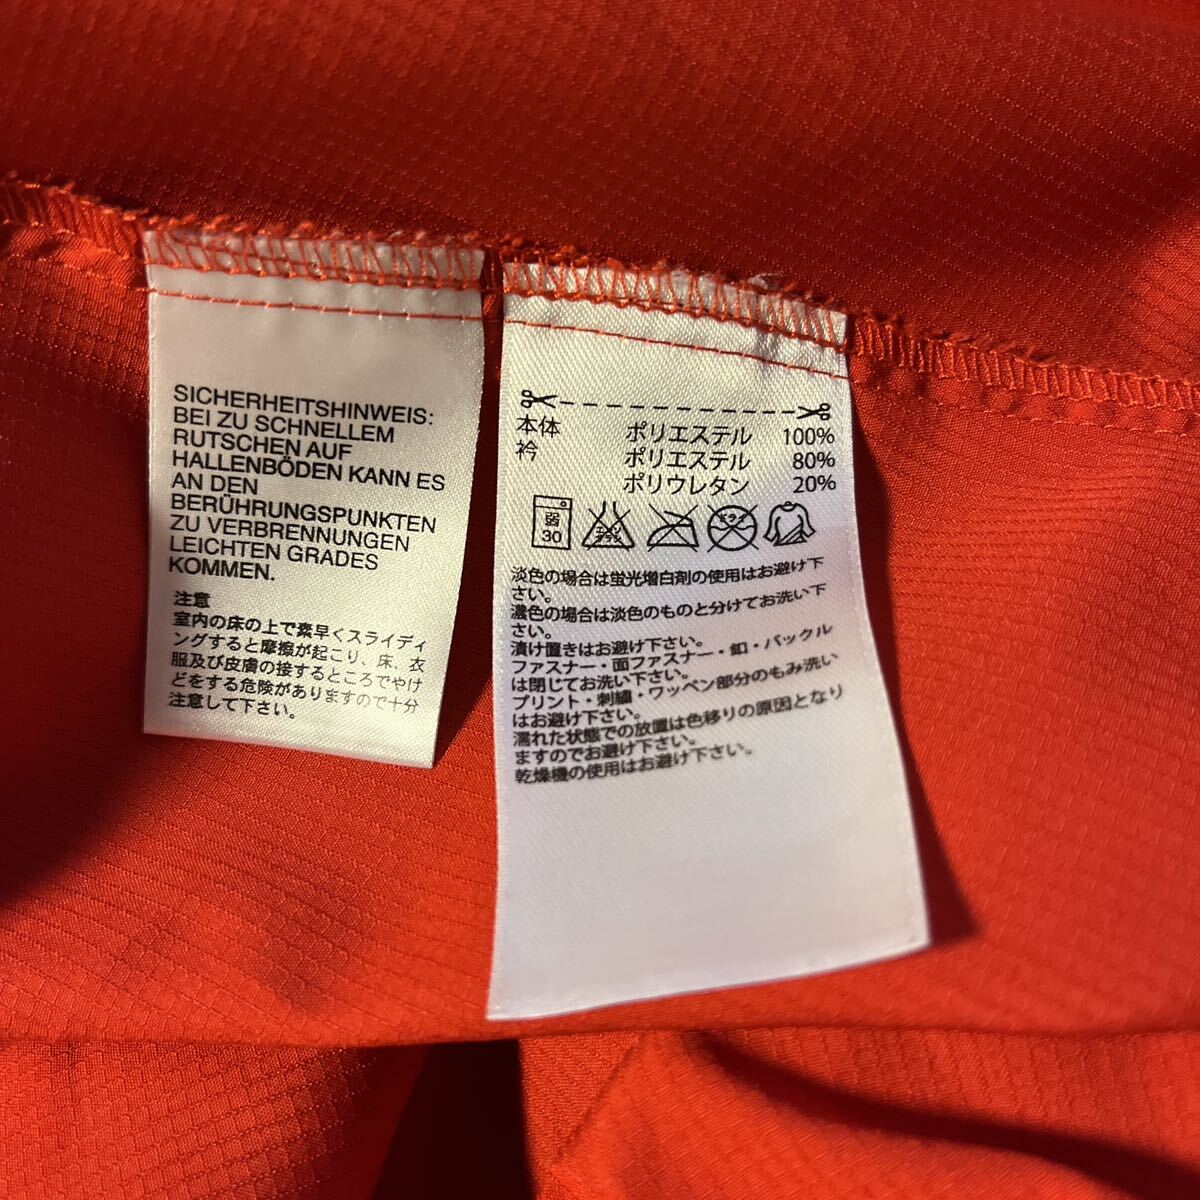 SICHERHEITSHINWEIS:
BEI ZU SCHNELLEM
RUTSCHEN AUF
HALLENBÖDEN KANN ES
AN DEN
BERÜHRUNGSPUNKTEN
ZU VERBRENNUNGEN
LEICHTEN GRADES
KOMMEN.
注意
室内の床の上で素早くスライディ
ングすると摩擦が起こり、床、衣
服及び皮膚の接するところでやけ
どをする危険がありますので十分
注意して下さい。
本体 ポリエステル 100%
衿 ポリエステル 80%
ポリウレタン 20%
弱
30
エンソ
サラシ
ドライ
淡色の場合は蛍光増白剤の使用はお避け下
さい。
濃色の場合は淡色のものと分けてお洗い下
さい。
漬け置きはお避け下さい。
ファスナー・面ファスナー・釦・バックル
は閉じてお洗い下さい。
プリント・刺繍・ワッペン部分のもみ洗い
はお避け下さい。
濡れた状態での放置は色移りの原因となり
ますのでお避け下さい。
乾燥機の使用はお避け下さい。